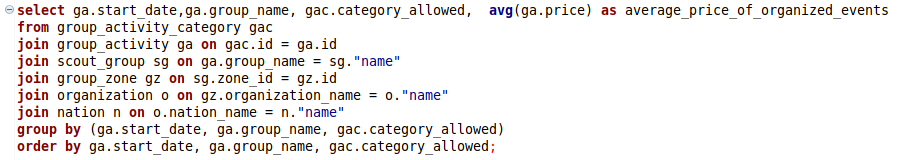 select ga.start_date,ga.group_name, gac.category_allowed,  avg(ga.price) as average_price_of_organized_events
from group_activity_category gac
join group_activity ga on gac.id = ga.id
join scout_group sg on ga.group_name = sg."name"
join group_zone gz on sg.zone_id = gz.id
join organization o on gz.organization_name = o."name"
join nation n on o.nation_name = n."name"
group by (ga.start_date, ga.group_name, gac.category_allowed)
order by ga.start_date, ga.group_name, gac.category_allowed;